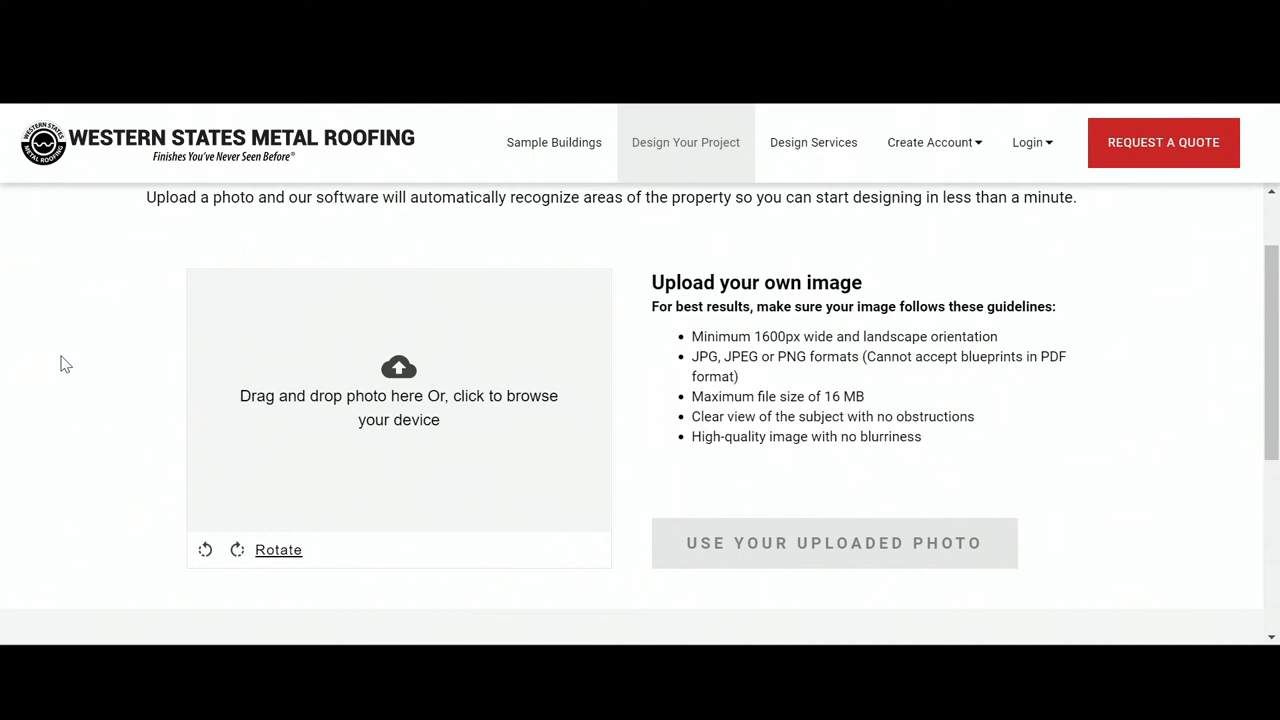 WESTERN STATES
METAL ROOFING
WESTERN STATES METAL ROOFING
Finishes You've Never Seen Before®
Sample Buildings
Design Your Project
Design Services
Create Account
Login
REQUEST A QUOTE
Upload a photo and our software will automatically recognize areas of the property so you can start designing in less than a minute.
Drag and drop photo here Or, click to browse
your device
Rotate
Upload your own image
For best results, make sure your image follows these guidelines:
Minimum 1600px wide and landscape orientation
JPG, JPEG or PNG formats (Cannot accept blueprints in PDF
format)
Maximum file size of 16 MB
Clear view of the subject with no obstructions
High-quality image with no blurriness
USE YOUR UPLOADED PHOTO